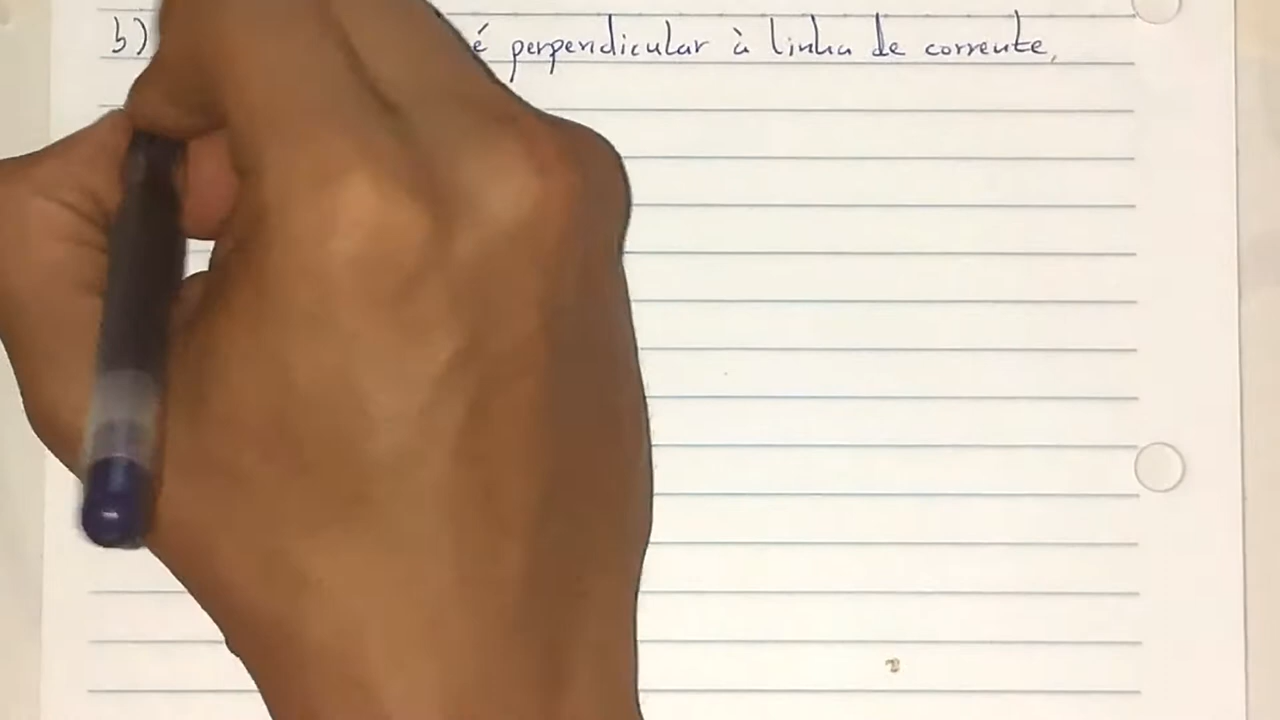 b) é perpendicular à linha de corrente,